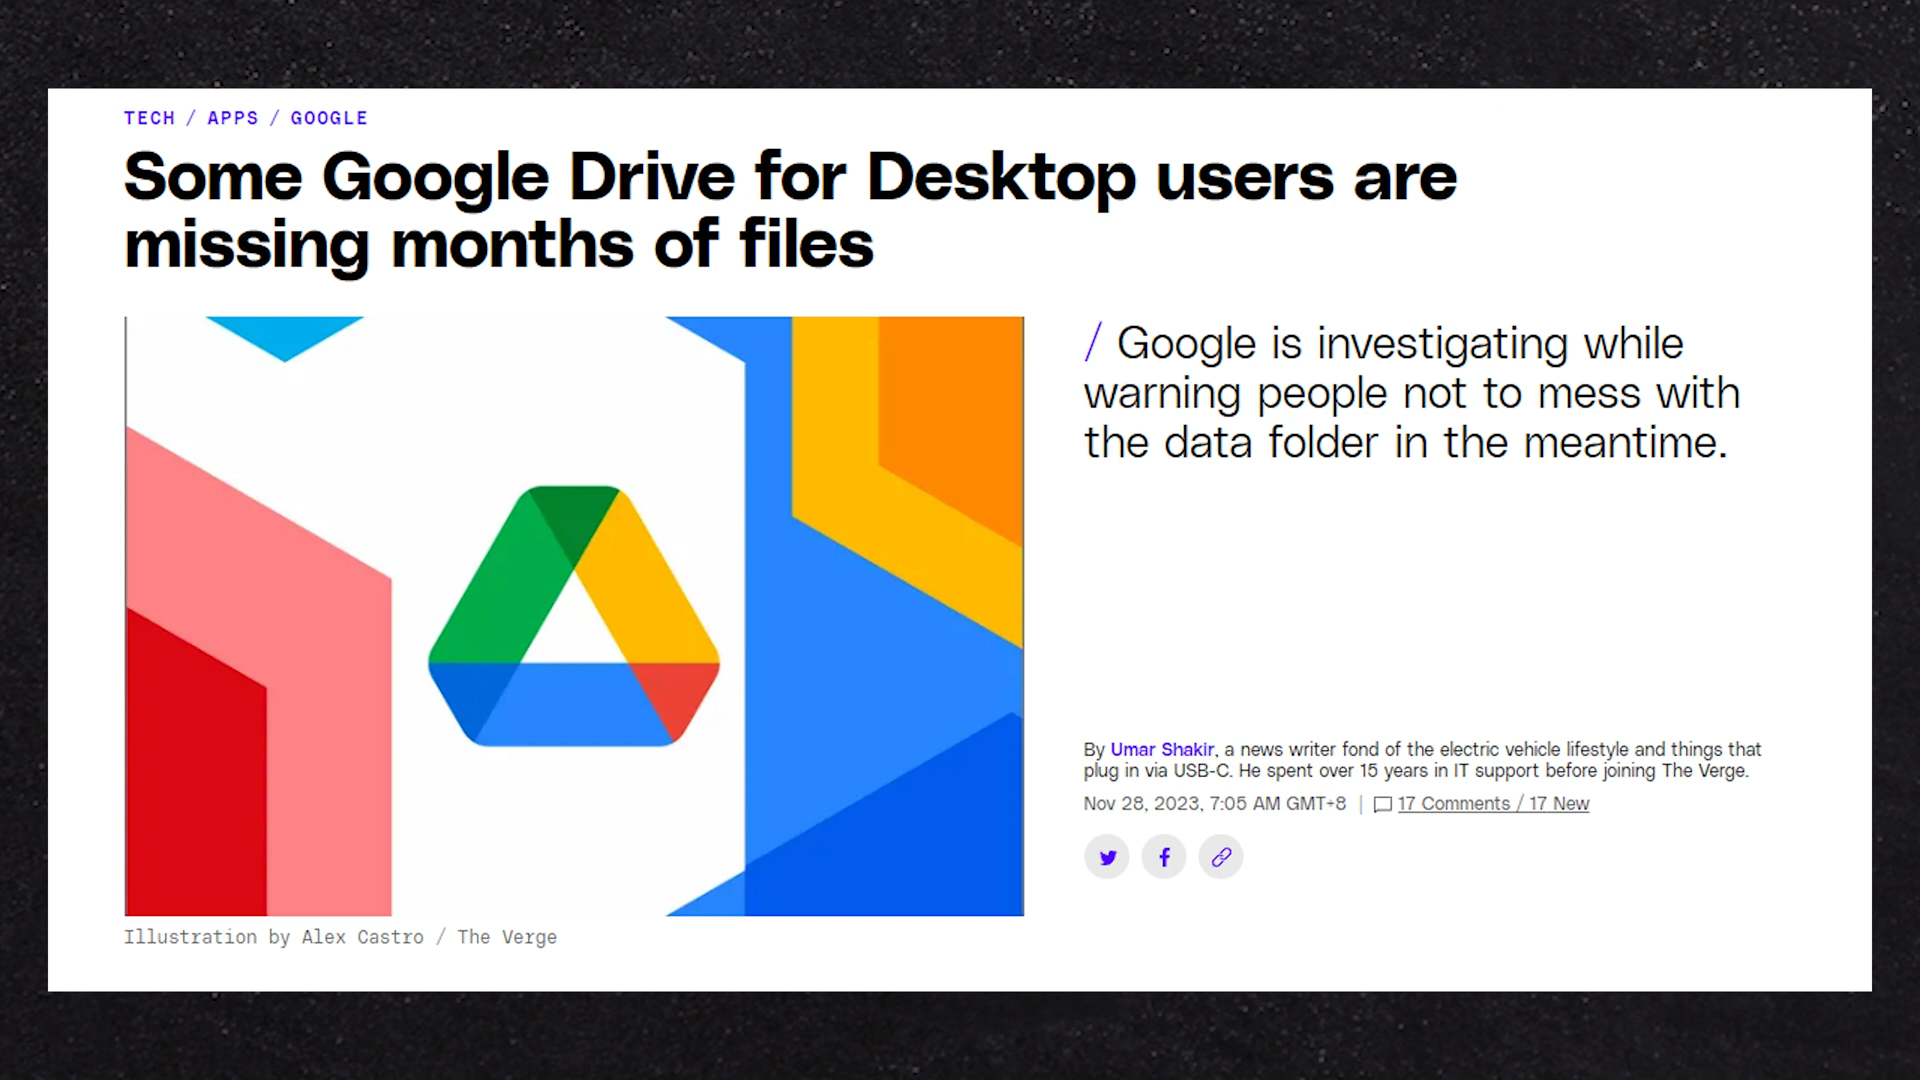 TECH / APPS / GOOGLE
Some Google Drive for Desktop users are
missing months of files
/ Google is investigating while
warning people not to mess with
the data folder in the meantime.
By Umar Shakir, a news writer fond of the electric vehicle lifestyle and things that
plug in via USB-C. He spent over 15 years in IT support before joining The Verge.
Nov 28, 2023, 7:05 AM GMT+8 | 17 Comments / 17 New
Illustration by Alex Castro / The Verge